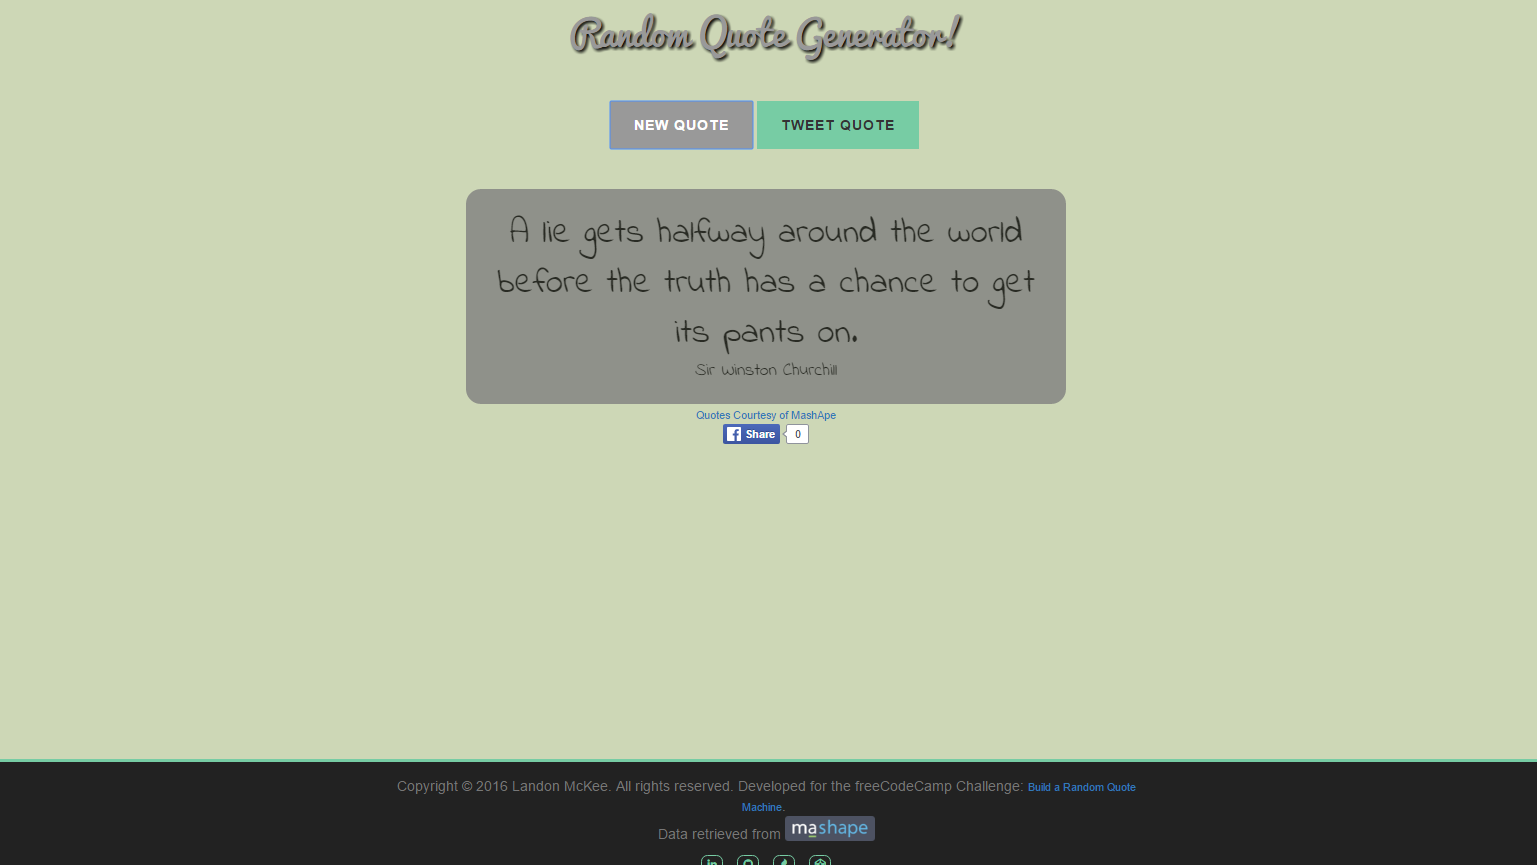 Random Quote Generator!
NEW QUOTE TWEET QUOTE
A lie gets halfway around the world
before the truth has a chance to get
its pants on.
Sir Winston Churchill
Quotes Courtesy of MashApe
Share 0
Copyright © 2016 Landon McKee. All rights reserved. Developed for the freeCodeCamp Challenge: Build a Random Quote
Machine.
Data retrieved from mashape
in